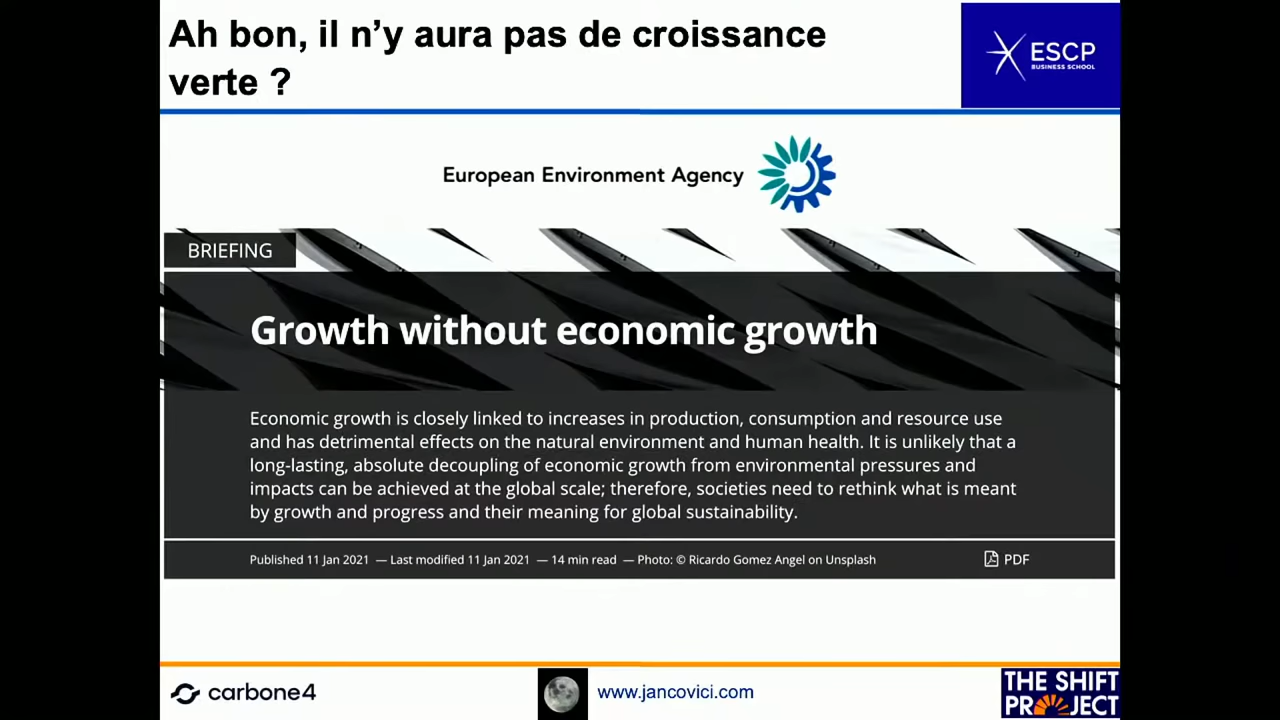 Ah bon, il n’y aura pas de croissance
verte ?
ESCP
BUSINESS SCHOOL
European Environment Agency
BRIEFING
Growth without economic growth
Economic growth is closely linked to increases in production, consumption and resource use
and has detrimental effects on the natural environment and human health. It is unlikely that a
long-lasting, absolute decoupling of economic growth from environmental pressures and
impacts can be achieved at the global scale; therefore, societies need to rethink what is meant
by growth and progress and their meaning for global sustainability.
Published 11 Jan 2021 — Last modified 11 Jan 2021 — 14 min read — Photo: © Ricardo Gomez Angel on Unsplash
PDF
carbone4
www.jancovici.com
THE SHIFT
PROJECT